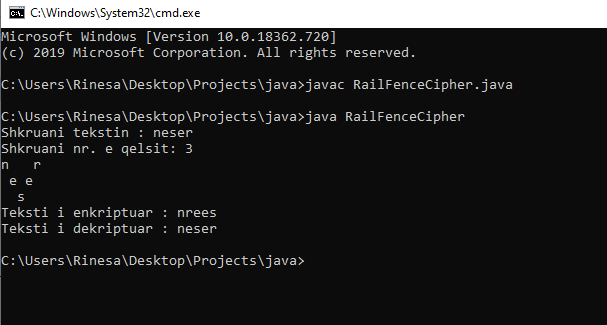 C:\Windows\System32\cmd.exe
Microsoft Windows [Version 10.0.18362.720]
(c) 2019 Microsoft Corporation. All rights reserved.
C:\Users\Rinesa\Desktop\Projects\java>javac RailFenceCipher.java
C:\Users\Rinesa\Desktop\Projects\java>java RailFenceCipher
Shkruani tekstin : neser
Shkruani nr. e qelsit: 3
n   r
 e e
  s
Teksti i enkriptuar : nrees
Teksti i dekriptuar : neser
C:\Users\Rinesa\Desktop\Projects\java>